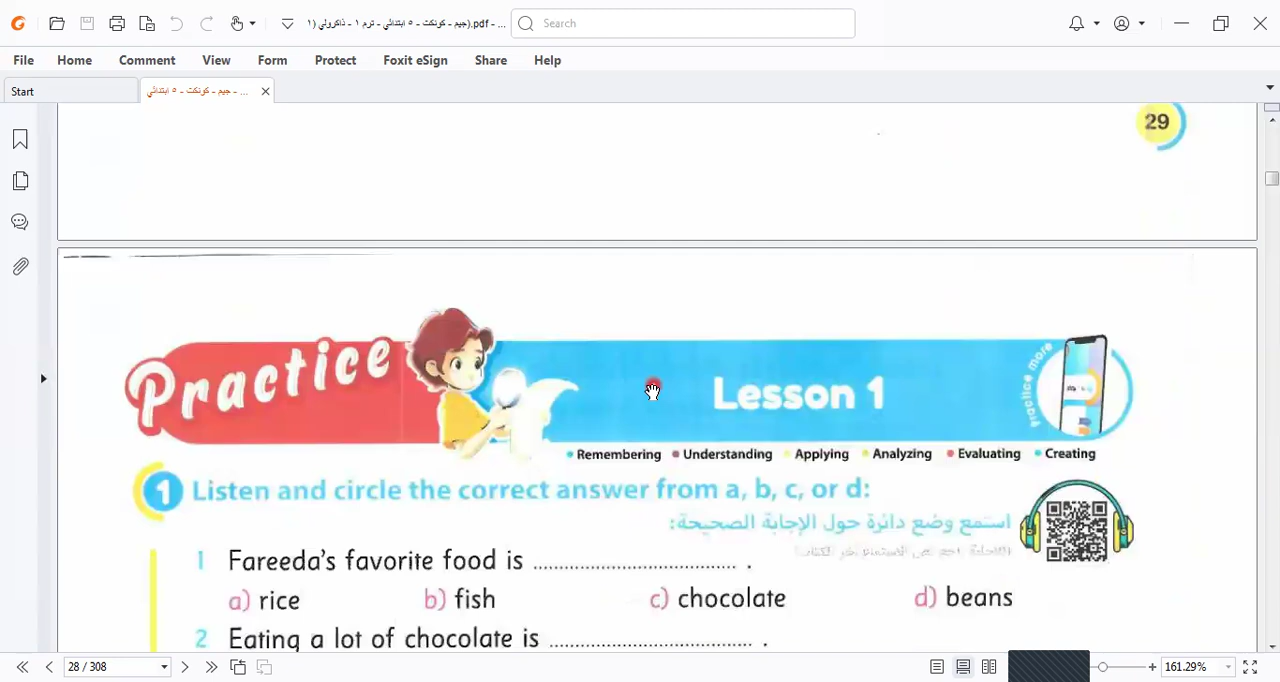 جيم - كونكت - ٥ ابتدائي - ترم ١ - ذاكرولي (١).pdf - ...
Search
File Home Comment View Form Protect Foxit eSign Share Help
Start
جيم - كونكت - ٥ ابتدائي - ...
29
Practice
Lesson 1
Practice more
Remembering Understanding Applying Analyzing Evaluating Creating
1 Listen and circle the correct answer from a, b, c, or d:
استمع وضع دائرة حول الإجابة الصحيحة:
1 Fareeda's favorite food is .................................... .
a) rice b) fish c) chocolate d) beans
2 Eating a lot of chocolate is .................................... .
28 / 308
161.29%